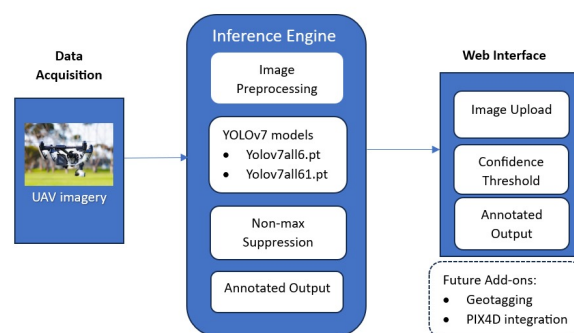 Data
Acquisition
UAV imagery
Inference Engine
Image
Preprocessing
YOLOv7 models
• Yolov7all6.pt
• Yolov7all61.pt
Non-max
Suppression
Annotated Output
Web Interface
Image Upload
Confidence
Threshold
Annotated
Output
Future Add-ons:
• Geotagging
• PIX4D integration